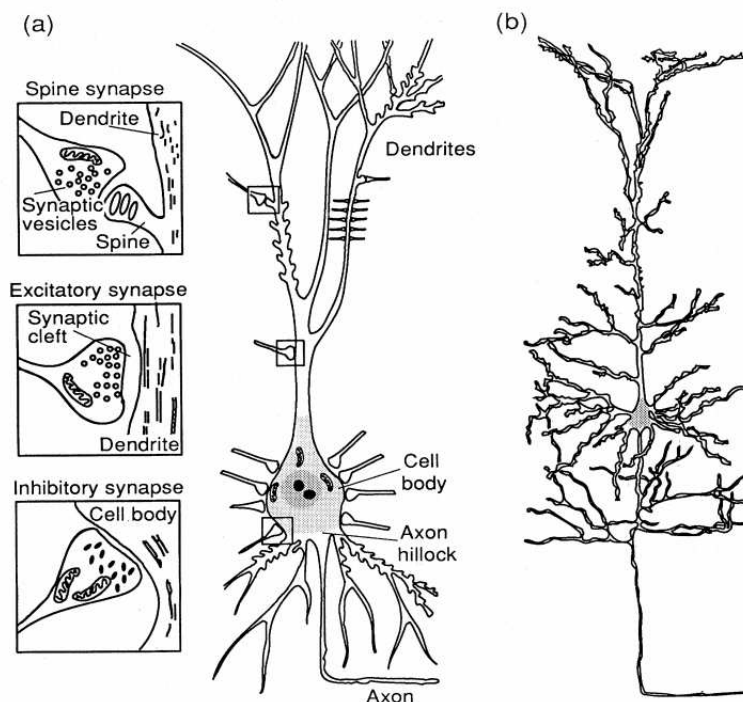 (a)
(b)
Spine synapse
Dendrite
Synaptic
vesicles
Spine
Excitatory synapse
Synaptic
cleft
Dendrite
Inhibitory synapse
Cell body
Dendrites
Cell
body
Axon
hillock
Axon